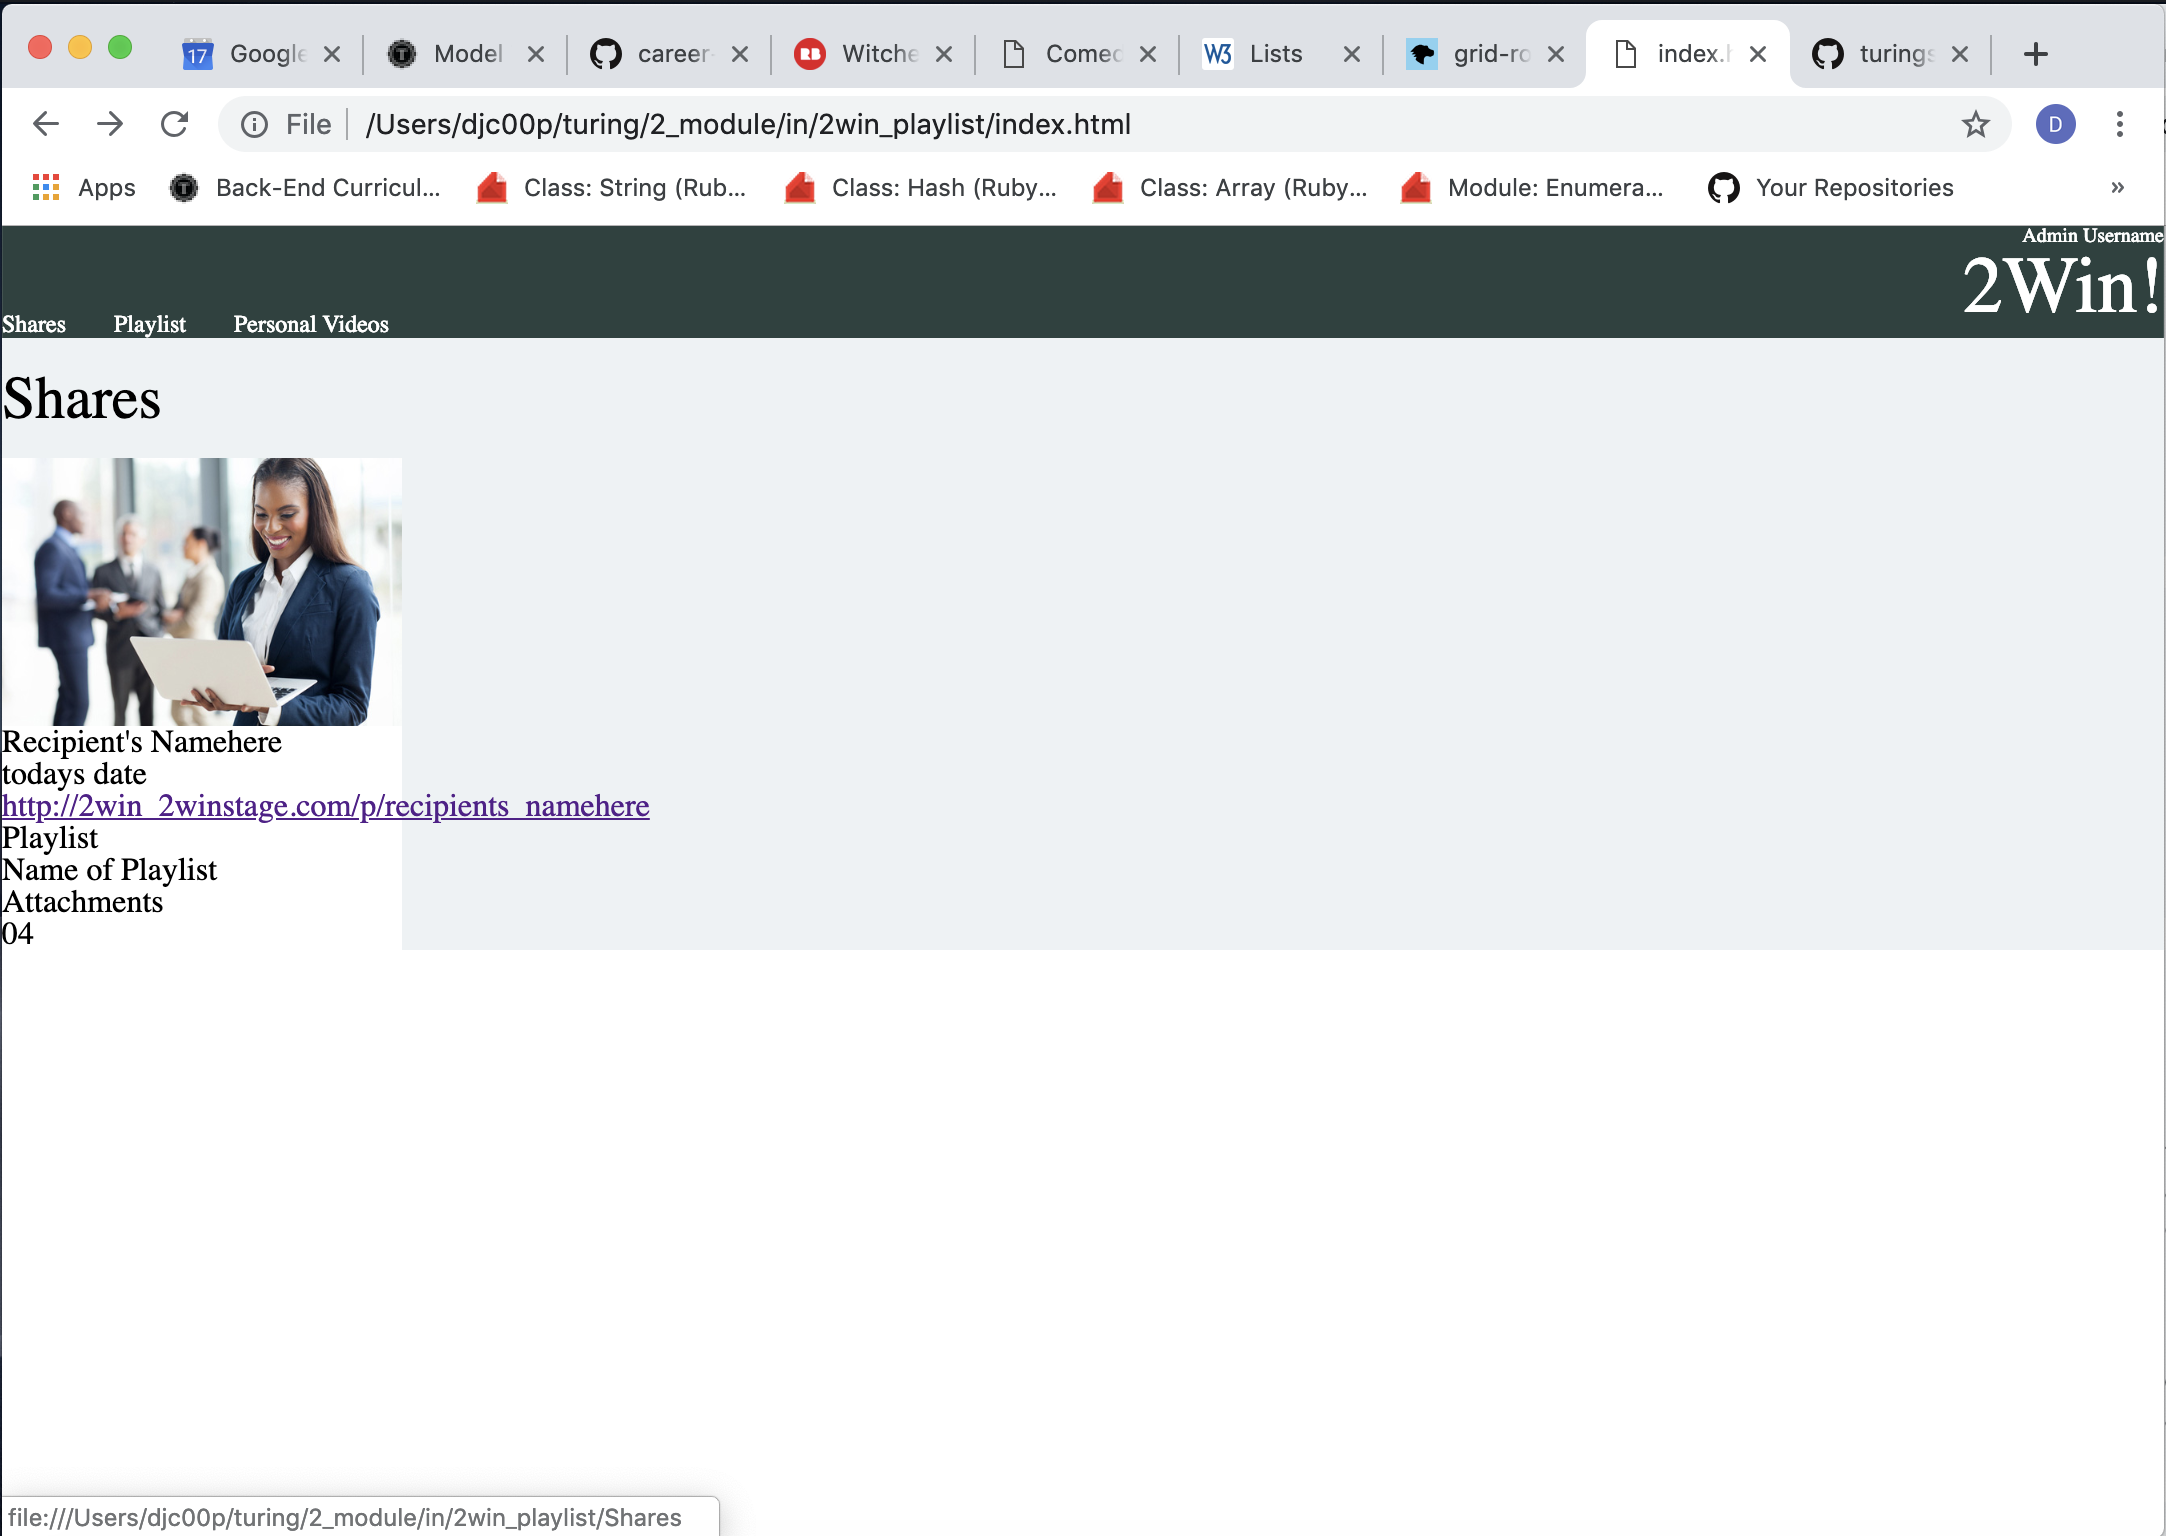 17 Google Model career- Witche Comed W3 Lists grid-ro index.h turings
File /Users/djc00p/turing/2_module/in/2win_playlist/index.html D
Apps Back-End Curricul... Class: String (Rub... Class: Hash (Ruby... Class: Array (Ruby... Module: Enumera... Your Repositories »
Admin Username
2Win!
Shares Playlist Personal Videos
Shares
Recipient's Namehere
todays date
http://2win_2winstage.com/p/recipients_namehere
Playlist
Name of Playlist
Attachments
04
file:///Users/djc00p/turing/2_module/in/2win_playlist/Shares